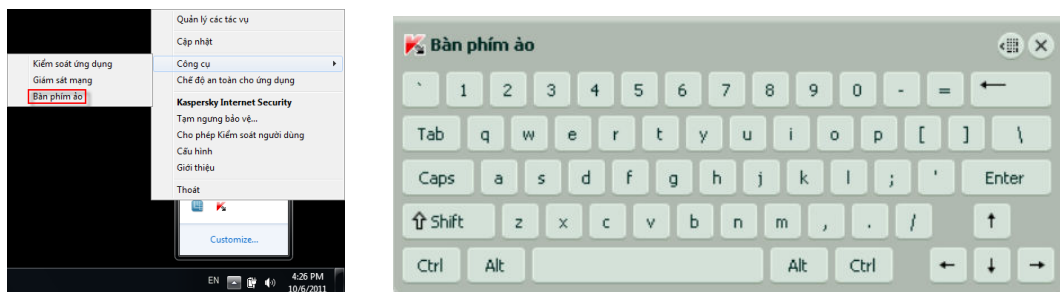 Quản lý các tác vụ
Cập nhật
Công cụ
Chế độ an toàn cho ứng dụng
Kaspersky Internet Security
Tạm ngưng bảo vệ...
Cho phép Kiểm soát người dùng
Cấu hình
Giới thiệu
Thoát
Kiểm soát ứng dụng
Giám sát mạng
Bàn phím ảo
Customize...
EN
4:26 PM
10/6/2011
Bàn phím ảo
` 1 2 3 4 5 6 7 8 9 0 - = ←
Tab q w e r t y u i o p [ ] \
Caps a s d f g h j k l ; ' Enter
⇧ Shift z x c v b n m , . / ↑
Ctrl Alt Alt Ctrl ← ↓ →